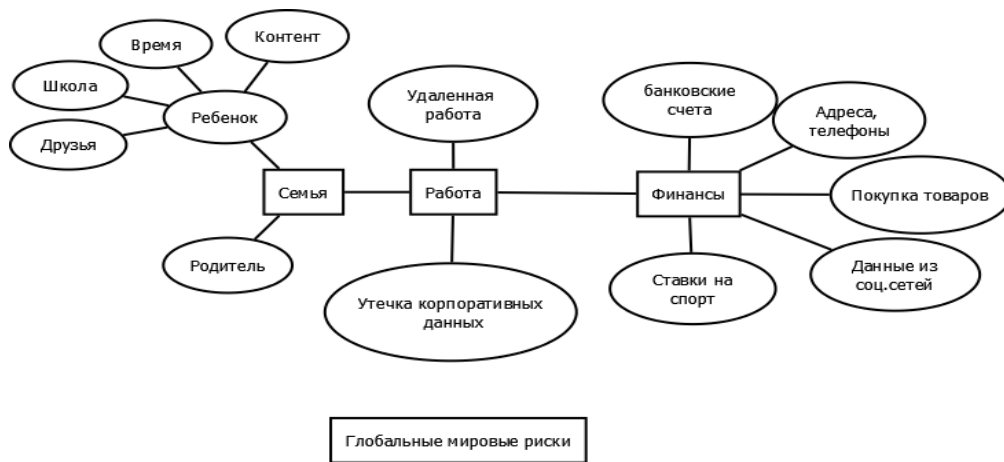 Время
Контент
Школа
Ребенок
Друзья
Удаленная
работа
банковские
счета
Адреса,
телефоны
Семья
Работа
Финансы
Покупка товаров
Родитель
Утечка корпоративных
данных
Ставки на
спорт
Данные из
соц.сетей
Глобальные мировые риски